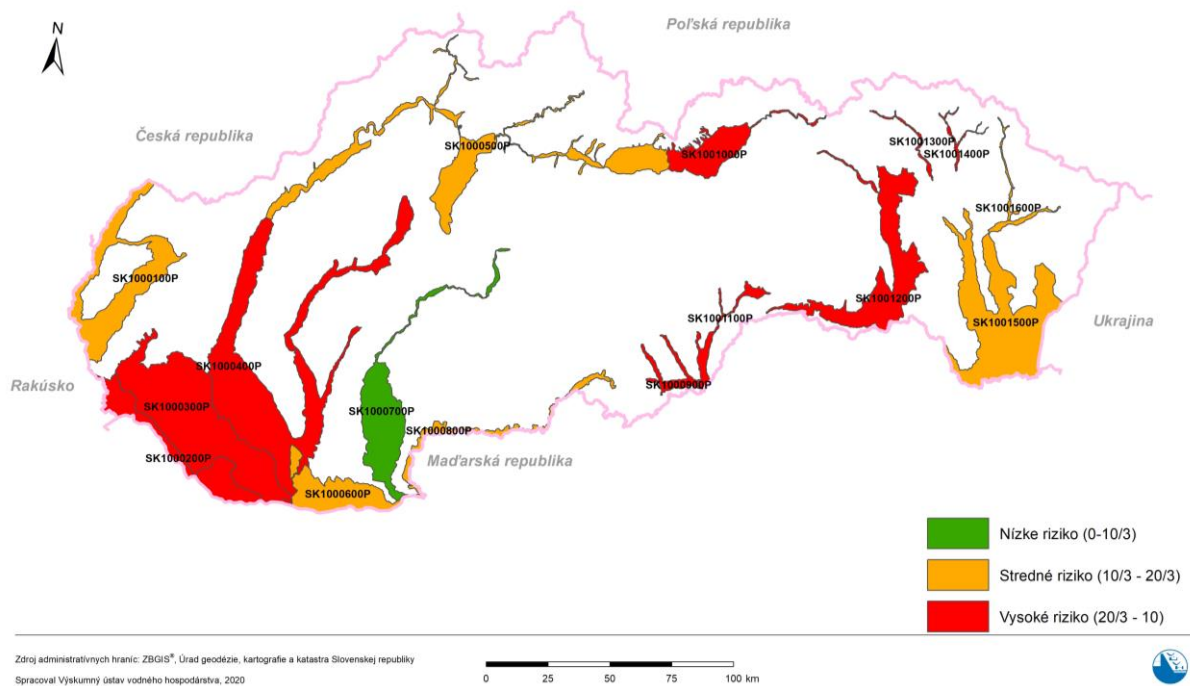 N
Poľská republika
Česká republika
SK1000500P
SK1001000P
SK1001300P
SK1001400P
SK1001600P
SK1000100P
SK1001200P
SK1001100P
SK1001500P
Ukrajina
SK1000400P
Rakúsko
SK1000900P
SK1000300P
SK1000700P
SK1000800P
SK1000200P
Maďarská republika
SK1000600P
Nízke riziko (0-10/3)
Stredné riziko (10/3 - 20/3)
Vysoké riziko (20/3 - 10)
Zdroj administratívnych hraníc: ZBGIS®, Úrad geodézie, kartografie a katastra Slovenskej republiky
Spracoval Výskumný ústav vodného hospodárstva, 2020
0 25 50 75 100 km